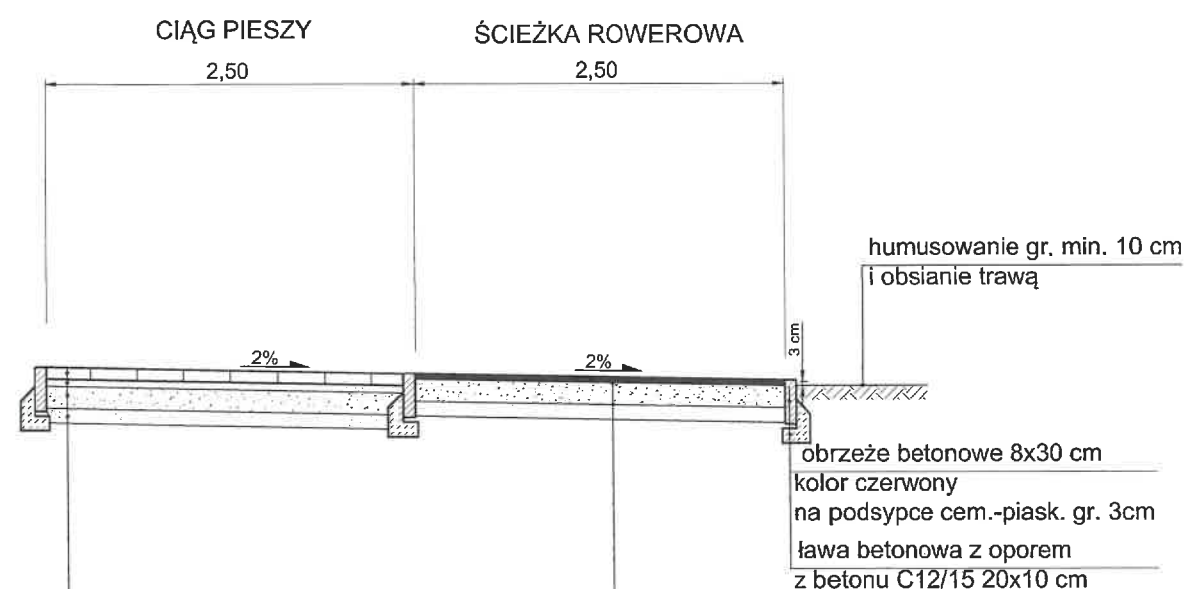 CIĄG PIESZY
ŚCIEŻKA ROWEROWA
2,50
2,50
humusowanie gr. min. 10 cm
i obsianie trawą
3 cm
2%
2%
obrzeże betonowe 8x30 cm
kolor czerwony
na podsypce cem.-piask. gr. 3cm
ława betonowa z oporem
z betonu C12/15 20x10 cm